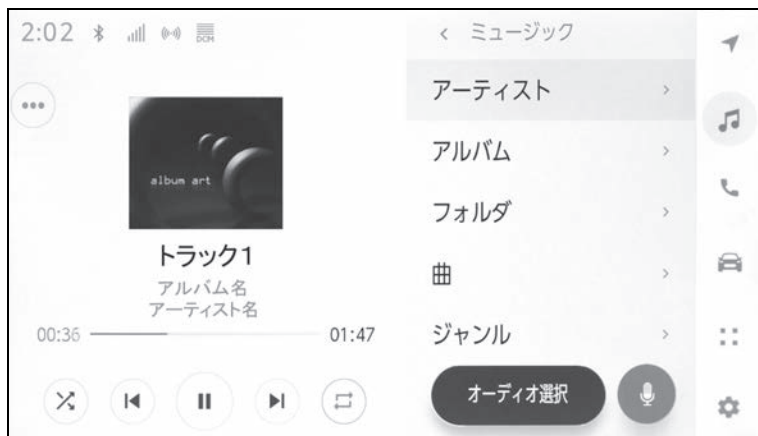 2:02
DCM
album art
トラック1
アルバム名
アーティスト名
00:36
01:47
ミュージック
アーティスト
アルバム
フォルダ
曲
ジャンル
オーディオ選択